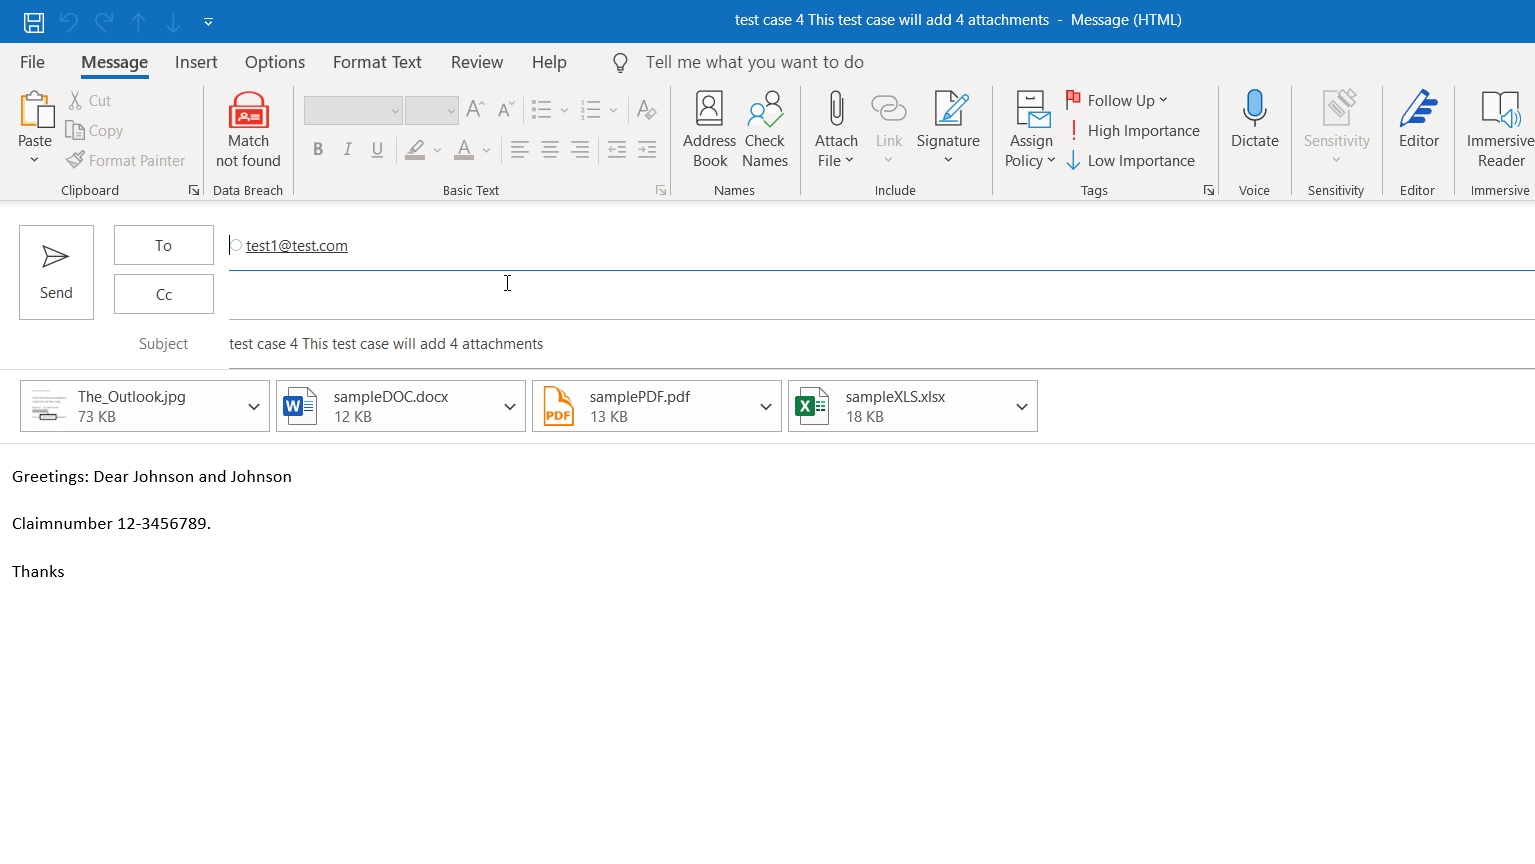 test case 4 This test case will add 4 attachments - Message (HTML)
File Message Insert Options Format Text Review Help Tell me what you want to do
Paste
Cut
Copy
Format Painter
Clipboard
Match
not found
Data Breach
B I U A
Basic Text
Address
Book
Check
Names
Names
Attach
File
Link
Signature
Include
Assign
Policy
Follow Up
High Importance
Low Importance
Tags
Dictate
Voice
Sensitivity
Sensitivity
Editor
Editor
Immersive
Reader
Immersive
Send
To
test1@test.com
Cc
Subject
test case 4 This test case will add 4 attachments
The_Outlook.jpg
73 KB
sampleDOC.docx
12 KB
PDF
samplePDF.pdf
13 KB
sampleXLS.xlsx
18 KB
Greetings: Dear Johnson and Johnson
Claimnumber 12-3456789.
Thanks